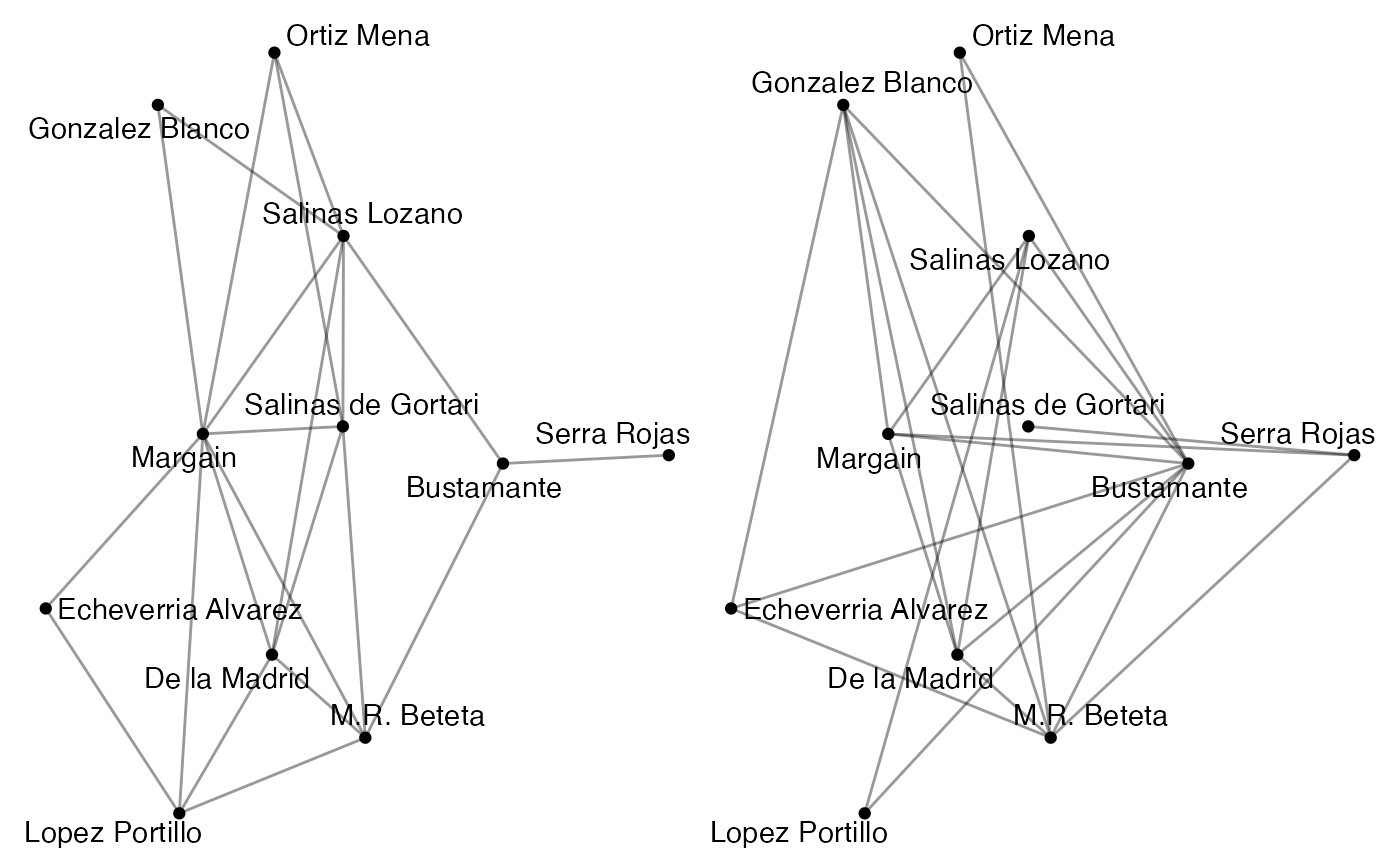 Ortiz Mena
Gonzalez Blanco
Salinas Lozano
Salinas de Gortari
Serra Rojas
Margain
Bustamante
Echeverria Alvarez
De la Madrid
M.R. Beteta
Lopez Portillo
Ortiz Mena
Gonzalez Blanco
Salinas Lozano
Salinas de Gortari
Serra Rojas
Margain
Bustamante
Echeverria Alvarez
De la Madrid
M.R. Beteta
Lopez Portillo